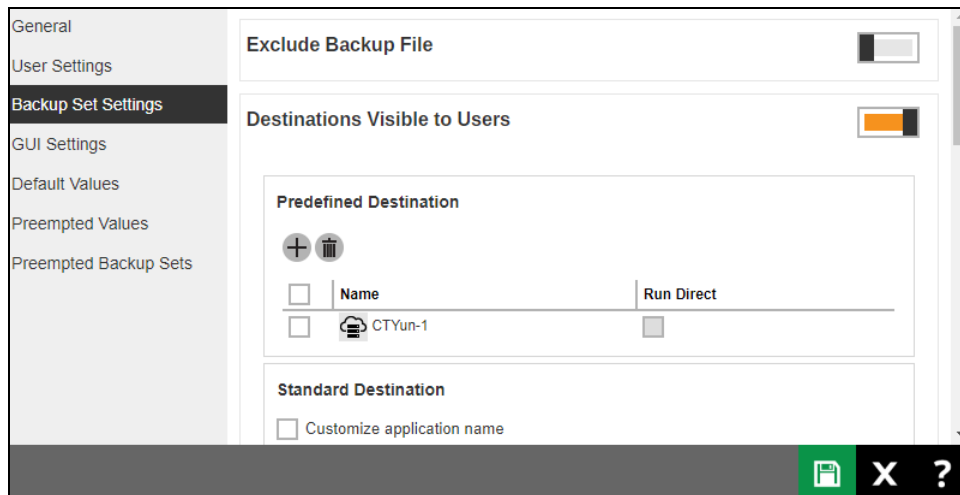 General
User Settings
Backup Set Settings
GUI Settings
Default Values
Preempted Values
Preempted Backup Sets
Exclude Backup File
Destinations Visible to Users
Predefined Destination
Name Run Direct
CTYun-1
Standard Destination
Customize application name
X ?